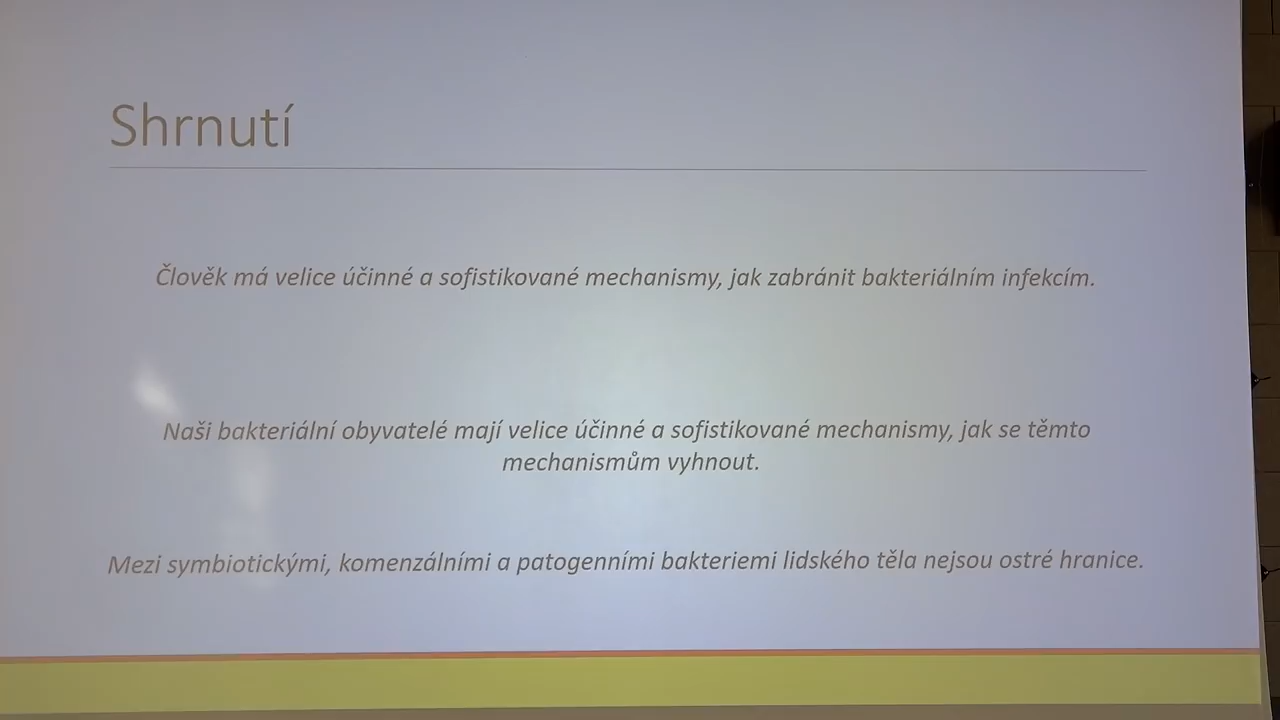 Shrnutí
Člověk má velice účinné a sofistikované mechanismy, jak zabránit bakteriálním infekcím.
Naši bakteriální obyvatelé mají velice účinné a sofistikované mechanismy, jak se těmto
mechanismům vyhnout.
Mezi symbiotickými, komenzálními a patogenními bakteriemi lidského těla nejsou ostré hranice.